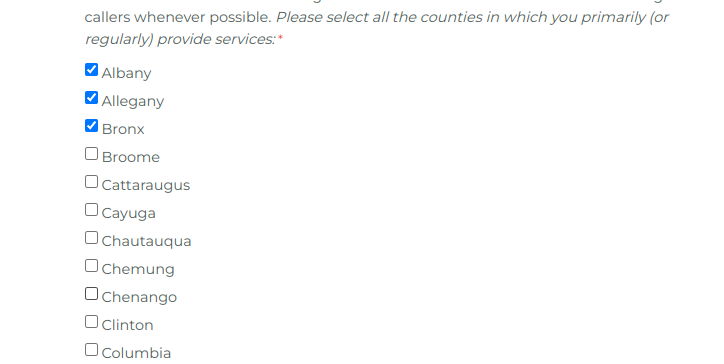 callers whenever possible. Please select all the counties in which you primarily (or
regularly) provide services:*
Albany
Allegany
Bronx
Broome
Cattaraugus
Cayuga
Chautauqua
Chemung
Chenango
Clinton
Columbia